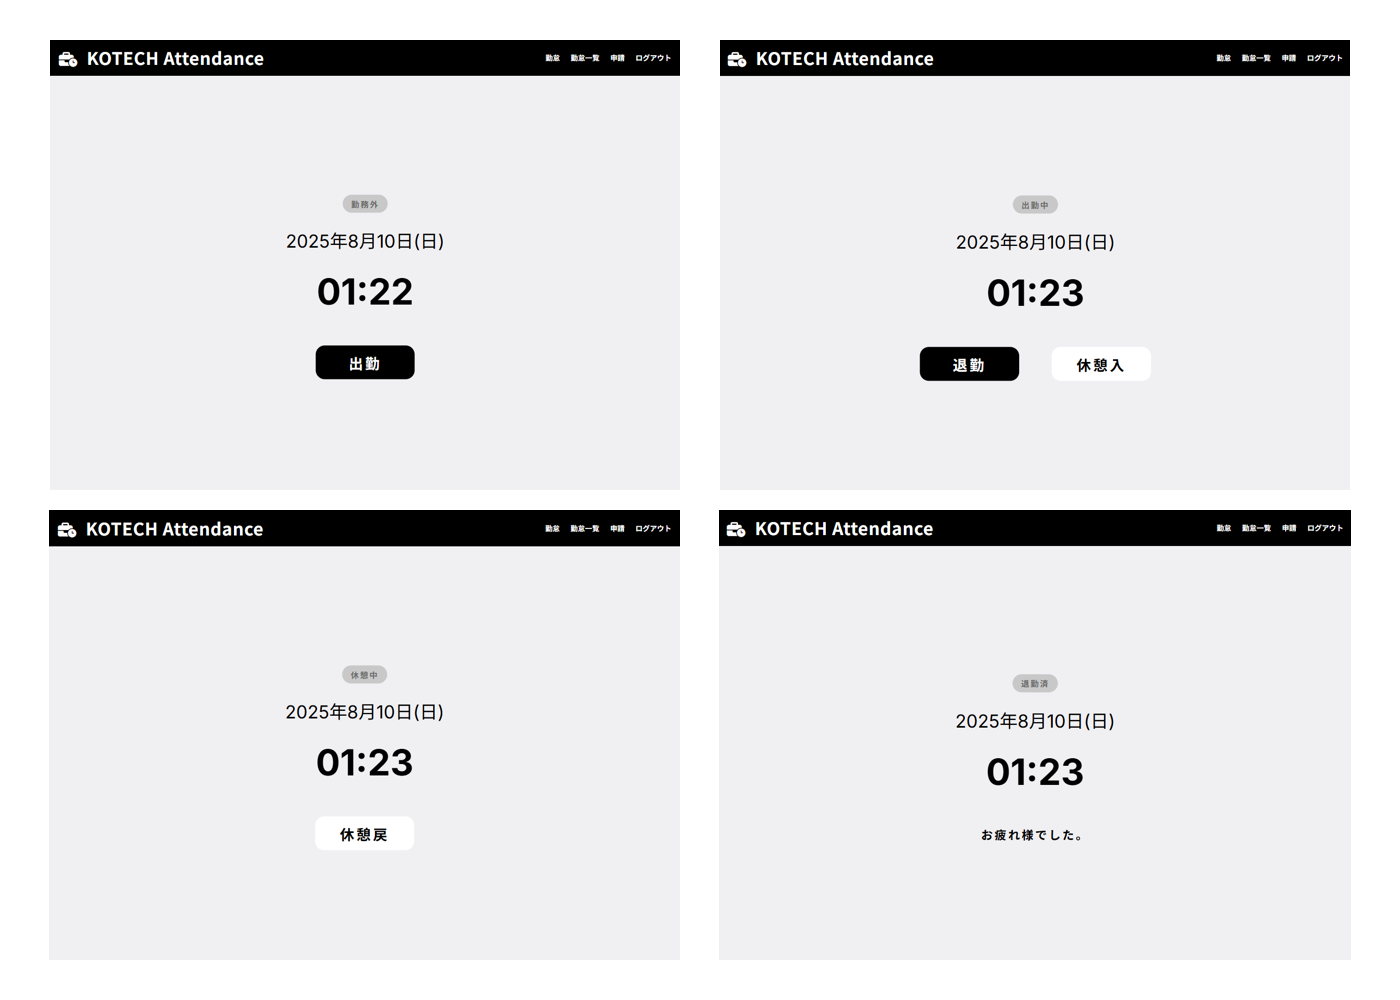 KOTECH Attendance 勤怠 勤怠一覧 申請 ログアウト
勤務外
2025年8月10日(日)
01:22
出勤
KOTECH Attendance 勤怠 勤怠一覧 申請 ログアウト
出勤中
2025年8月10日(日)
01:23
退勤 休憩入
KOTECH Attendance 勤怠 勤怠一覧 申請 ログアウト
休憩中
2025年8月10日(日)
01:23
休憩戻
KOTECH Attendance 勤怠 勤怠一覧 申請 ログアウト
退勤済
2025年8月10日(日)
01:23
お疲れ様でした。